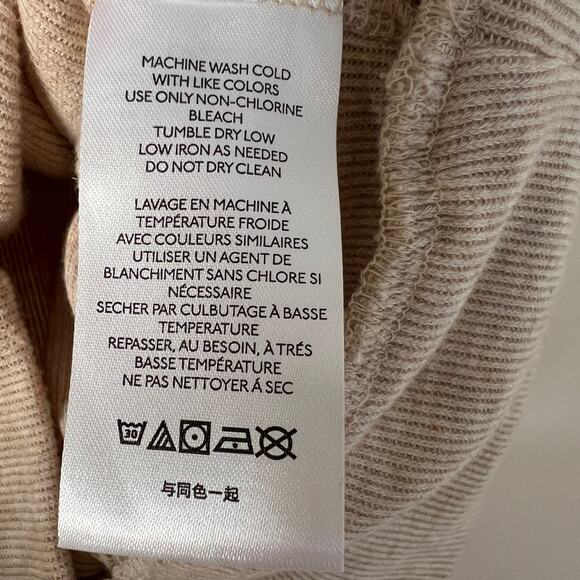 MACHINE WASH COLD
WITH LIKE COLORS
USE ONLY NON-CHLORINE
BLEACH
TUMBLE DRY LOW
LOW IRON AS NEEDED
DO NOT DRY CLEAN
LAVAGE EN MACHINE À
TEMPÉRATURE FROIDE
AVEC COULEURS SIMILAIRES
UTILISER UN AGENT DE
BLANCHIMENT SANS CHLORE SI
NÉCESSAIRE
SECHER PAR CULBUTAGE À BASSE
TEMPERATURE
REPASSER, AU BESOIN, À TRÉS
BASSE TEMPÉRATURE
NE PAS NETTOYER Á SEC
30
与同色一起